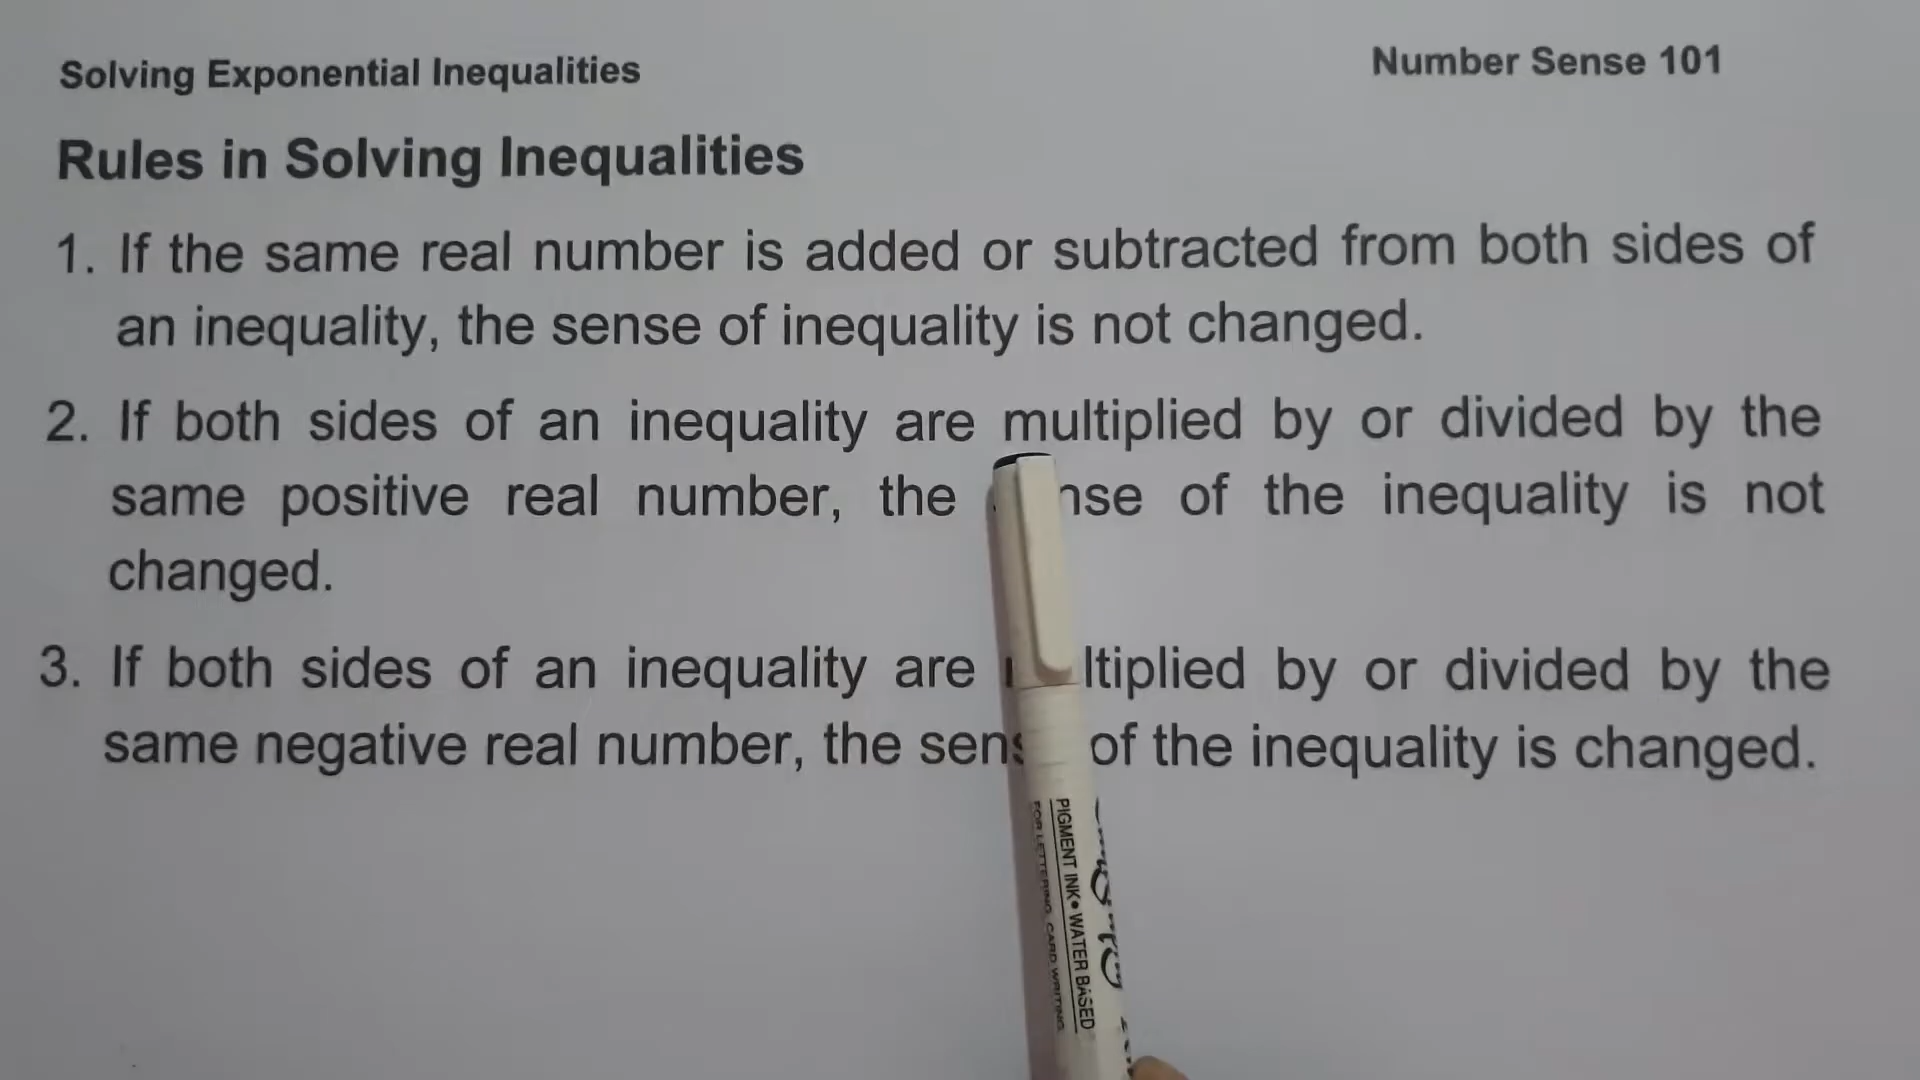 Solving Exponential Inequalities
Number Sense 101
Rules in Solving Inequalities
1. If the same real number is added or subtracted from both sides of
an inequality, the sense of inequality is not changed.
2. If both sides of an inequality are multiplied by or divided by the
same positive real number, the nse of the inequality is not
changed.
3. If both sides of an inequality are ltiplied by or divided by the
same negative real number, the sens of the inequality is changed.
PIGMENT INK • WATER BASED
FOR LETTERING, CARD WRITING